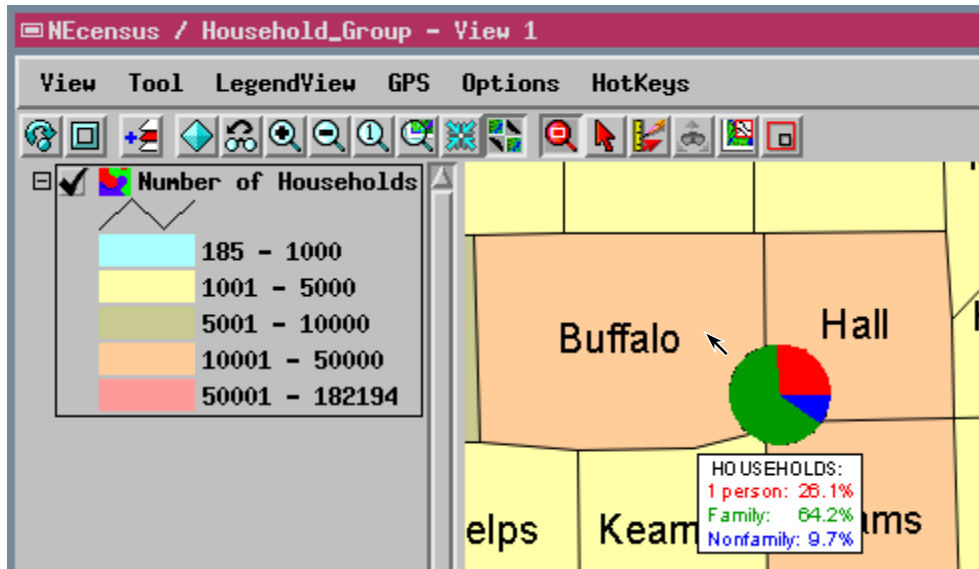 NEcensus / Household_Group - View 1
View Tool LegendView GPS Options HotKeys
1
Number of Households
185 - 1000
1001 - 5000
5001 - 10000
10001 - 50000
50001 - 182194
Buffalo
Hall
HOUSEHOLDS:
1 person: 26.1%
Family: 64.2%
Nonfamily: 9.7%
elps
Kearn
ams